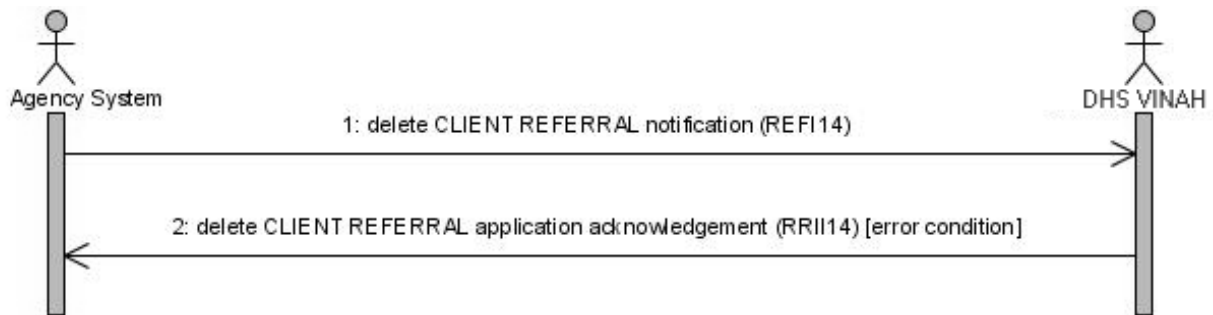 Agency System
DHS VINAH
1: delete CLIENT REFERRAL notification (REFI14)
2: delete CLIENT REFERRAL application acknowledgement (RRII14) [error condition]